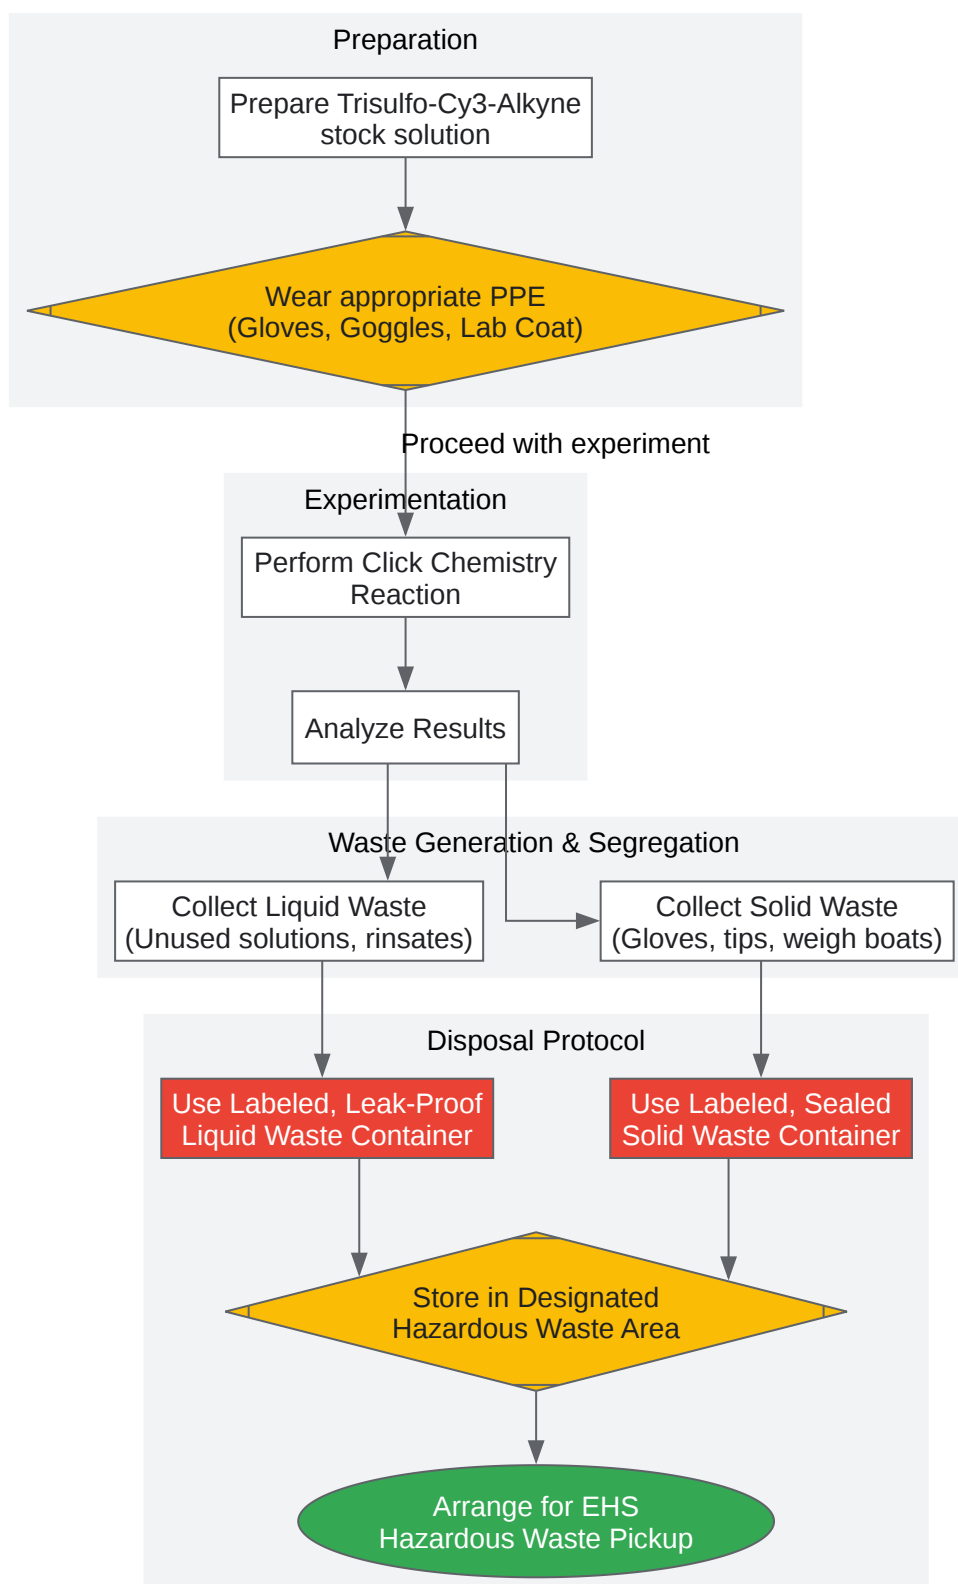 Preparation
Prepare Trisulfo-Cy3-Alkyne
stock solution
Wear appropriate PPE
(Gloves, Goggles, Lab Coat)
Proceed with experiment
Experimentation
Perform Click Chemistry
Reaction
Analyze Results
Waste Generation & Segregation
Collect Liquid Waste
(Unused solutions, rinsates)
Collect Solid Waste
(Gloves, tips, weigh boats)
Disposal Protocol
Use Labeled, Leak-Proof
Liquid Waste Container
Use Labeled, Sealed
Solid Waste Container
Store in Designated
Hazardous Waste Area
Arrange for EHS
Hazardous Waste Pickup